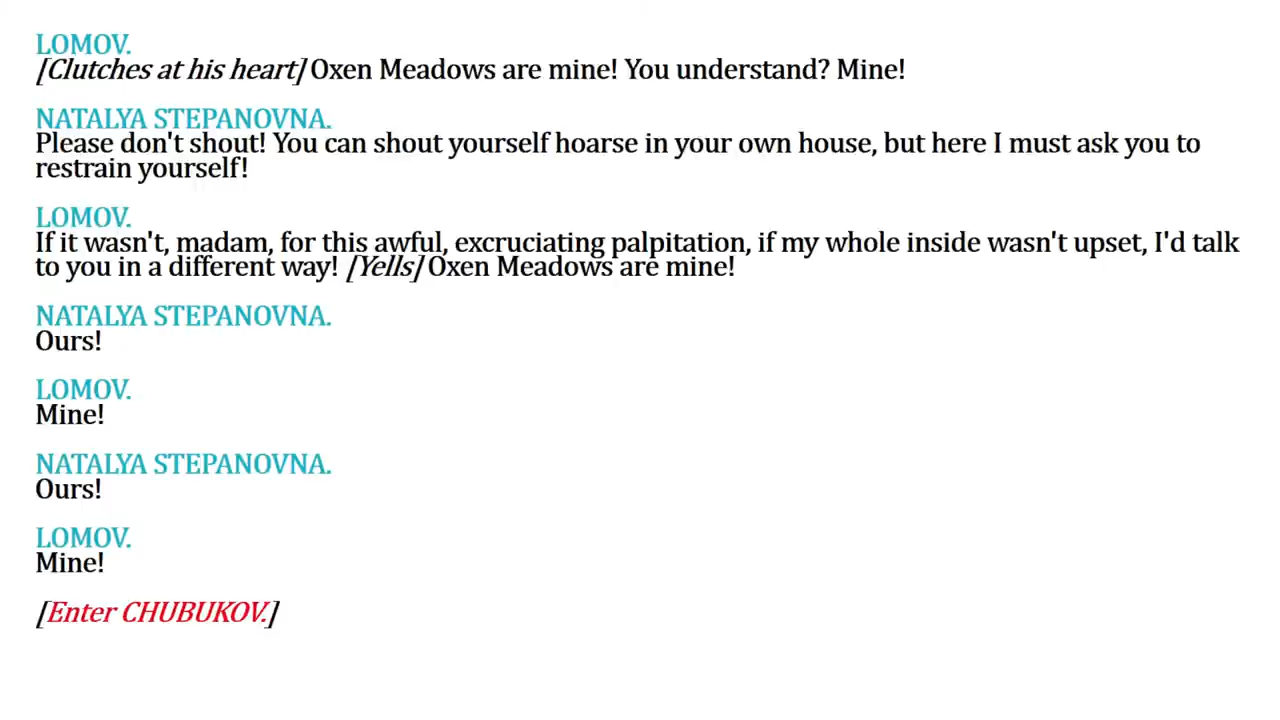 LOMOV.
[Clutches at his heart] Oxen Meadows are mine! You understand? Mine!
NATALYA STEPANOVNA.
Please don't shout! You can shout yourself hoarse in your own house, but here I must ask you to
restrain yourself!
LOMOV.
If it wasn't, madam, for this awful, excruciating palpitation, if my whole inside wasn't upset, I'd talk
to you in a different way! [Yells] Oxen Meadows are mine!
NATALYA STEPANOVNA.
Ours!
LOMOV.
Mine!
NATALYA STEPANOVNA.
Ours!
LOMOV.
Mine!
[Enter CHUBUKOV.]